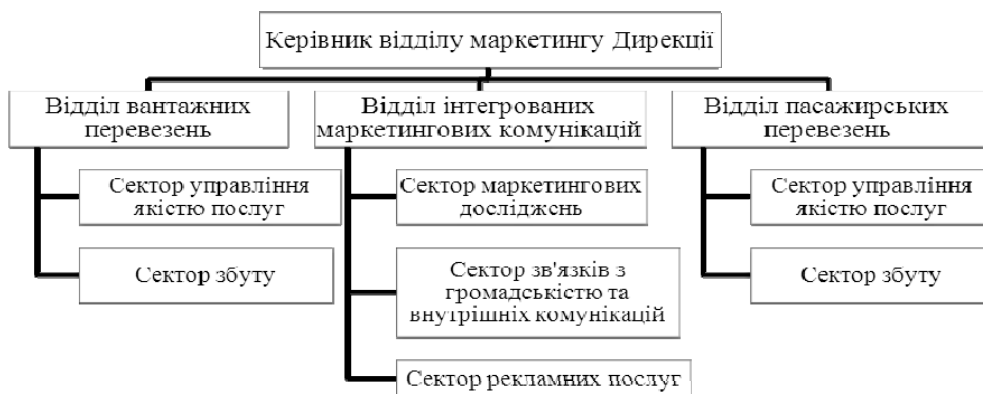 Керівник відділу маркетингу Дирекції
Відділ вантажних
перевезень
Відділ інтегрованих
маркетингових комунікацій
Відділ пасажирських
перевезень
Сектор управління
якістю послуг
Сектор збуту
Сектор маркетингових
досліджень
Сектор зв'язків з
громадськістю та
внутрішніх комунікацій
Сектор рекламних послуг
Сектор управління
якістю послуг
Сектор збуту